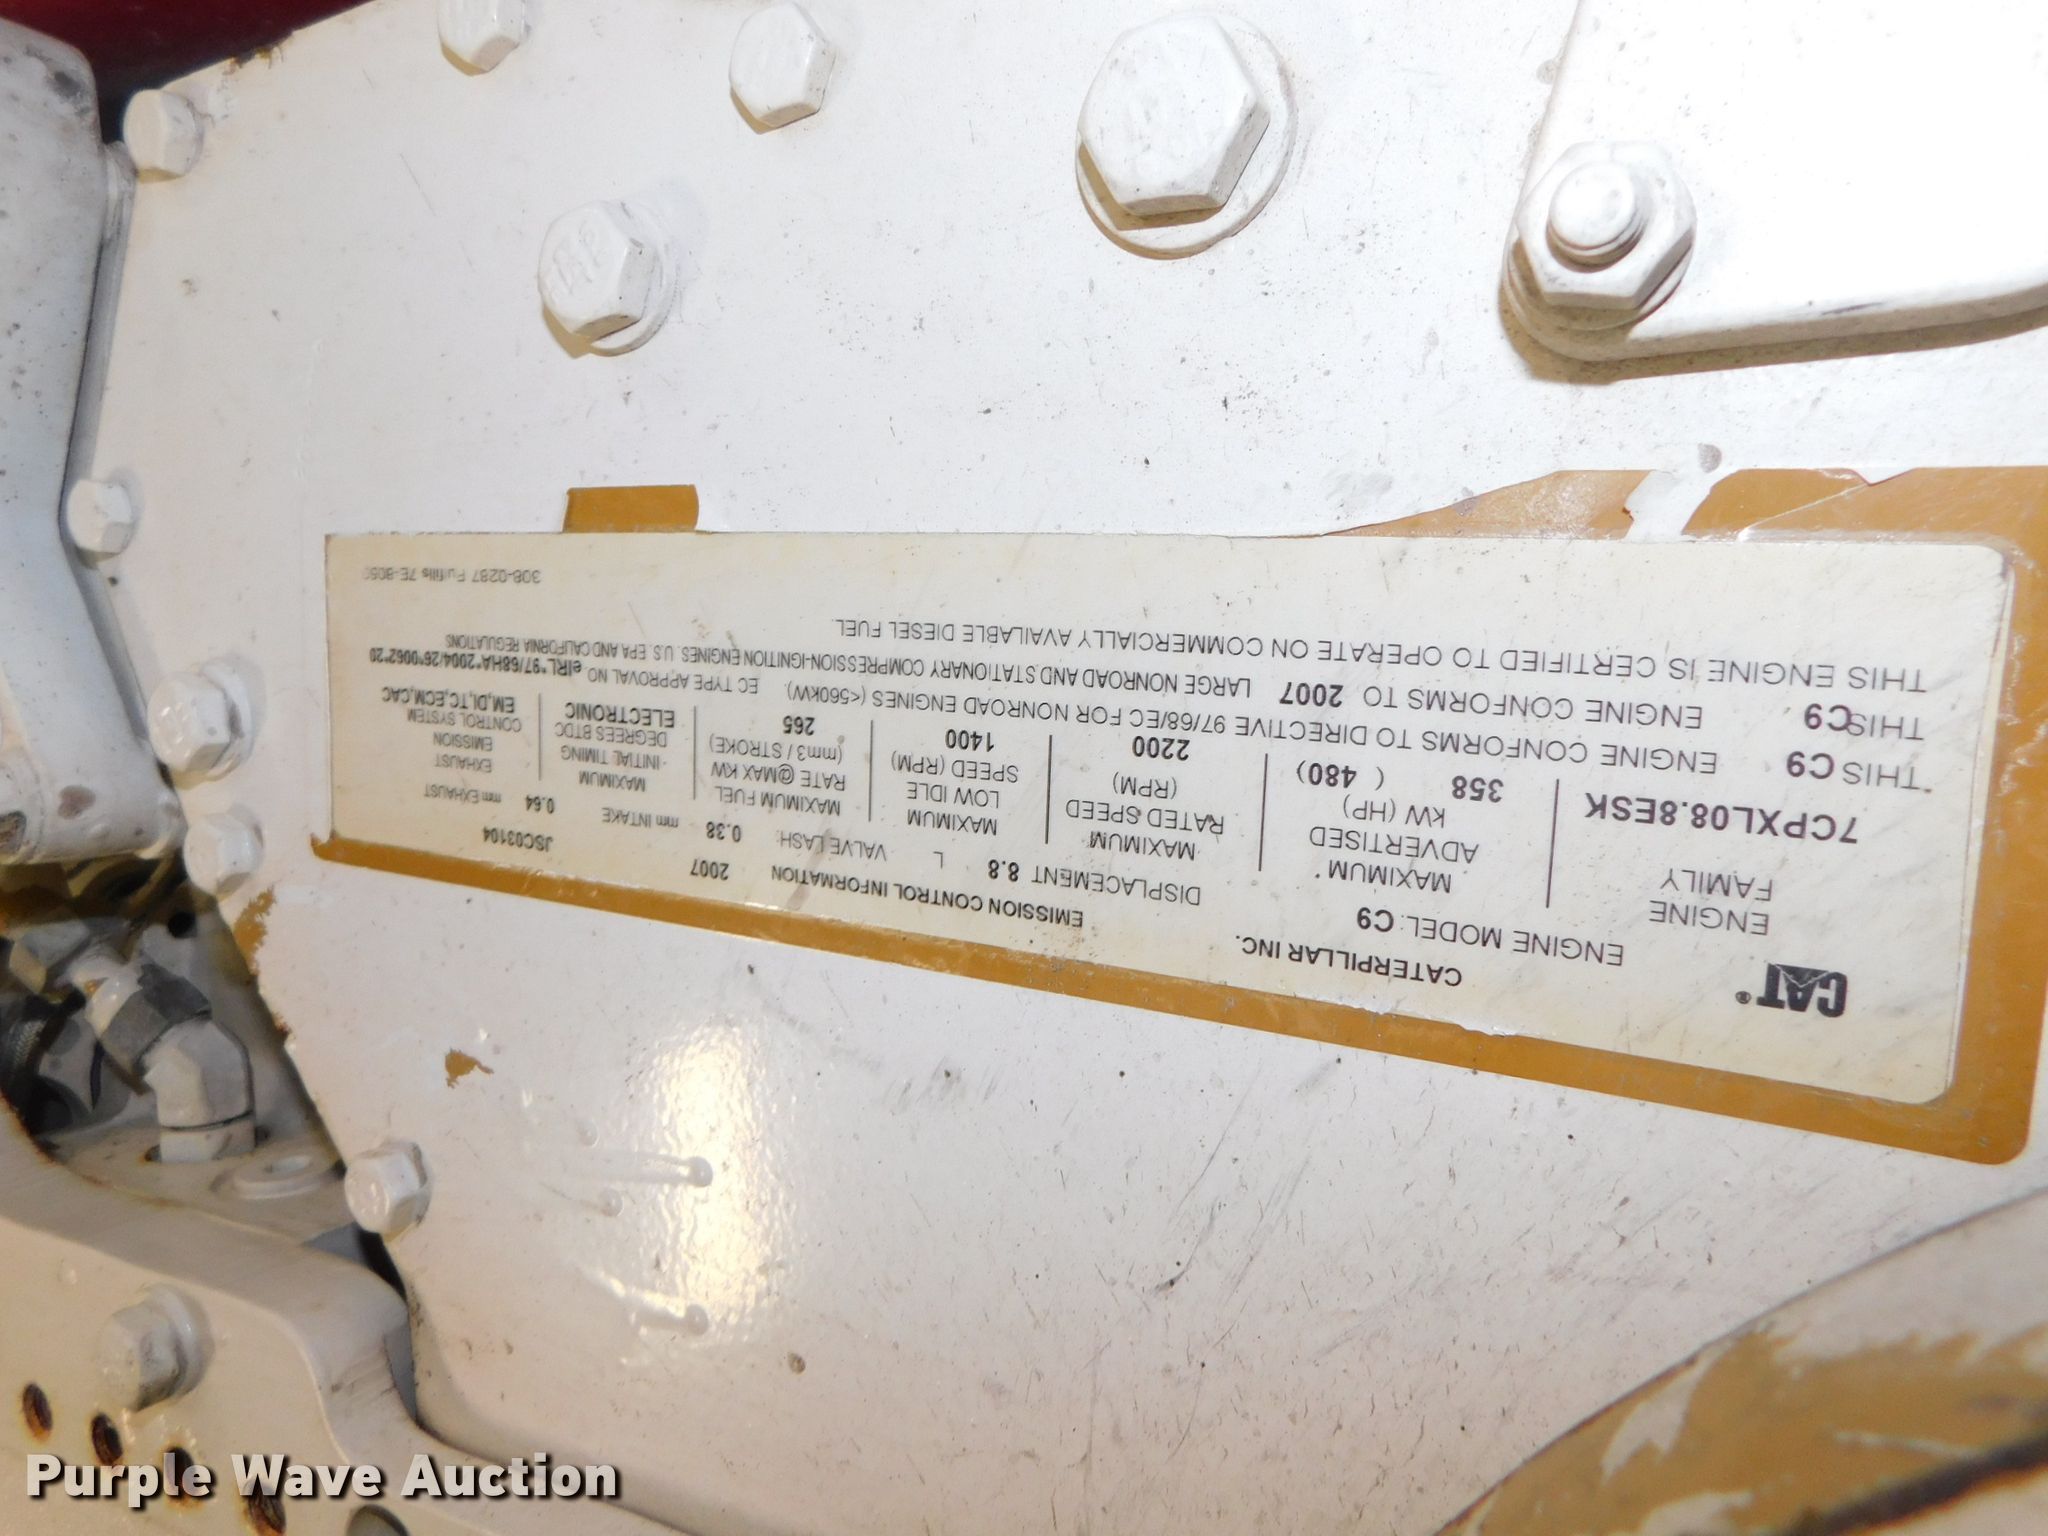 CAT®
CATERPILLAR INC.
EMISSION CONTROL INFORMATION 2007 JSC03104
ENGINE MODEL: C9 DISPLACEMENT 8.8 L VALVE LASH: 0.38 mm INTAKE 0.64 mm EXHAUST
ENGINE FAMILY
7CPXL08.8ESK
MAXIMUM ADVERTISED KW (HP)
358 ( 480)
MAXIMUM RATED SPEED (RPM)
2200
MAXIMUM LOW IDLE SPEED (RPM)
1400
MAXIMUM FUEL RATE @MAX KW (mm3 / STROKE)
265
MAXIMUM INITIAL TIMING DEGREES BTDC
ELECTRONIC
EXHAUST EMISSION CONTROL SYSTEM
EM,DI,TC,ECM,CAC
THIS C9 ENGINE CONFORMS TO DIRECTIVE 97/68/EC FOR NONROAD ENGINES (<560kW). EC TYPE APPROVAL NO eIRL*97/68HA*2004/26*0062*20
THIS C9 ENGINE CONFORMS TO 2007 LARGE NONROAD AND STATIONARY COMPRESSION-IGNITION ENGINES. U.S. EPA AND CALIFORNIA REGULATIONS
THIS ENGINE IS CERTIFIED TO OPERATE ON COMMERCIALLY AVAILABLE DIESEL FUEL.
308-0287 Fulfills
Purple Wave Auction